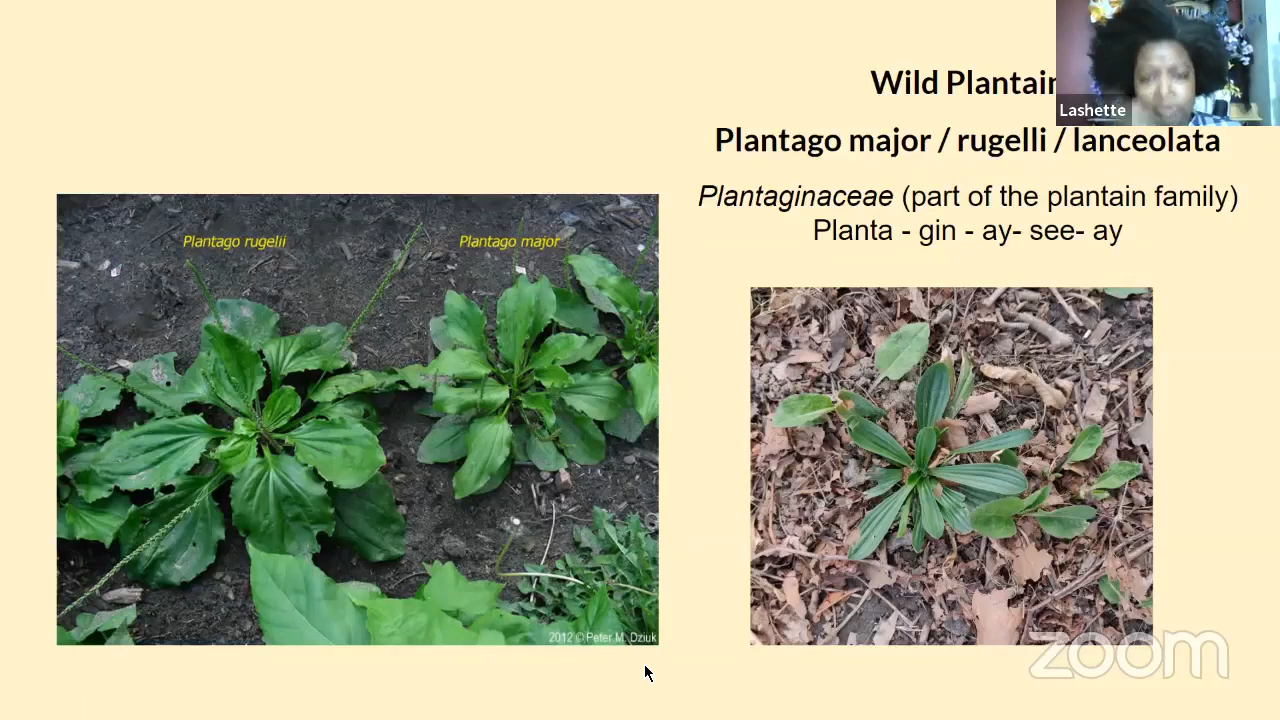 Wild Plantain
Lashette
Plantago major / rugelli / lanceolata
Plantaginaceae (part of the plantain family)
Planta - gin - ay- see- ay
Plantago rugelii
Plantago major
2012 © Peter M. Dziuk
zoom